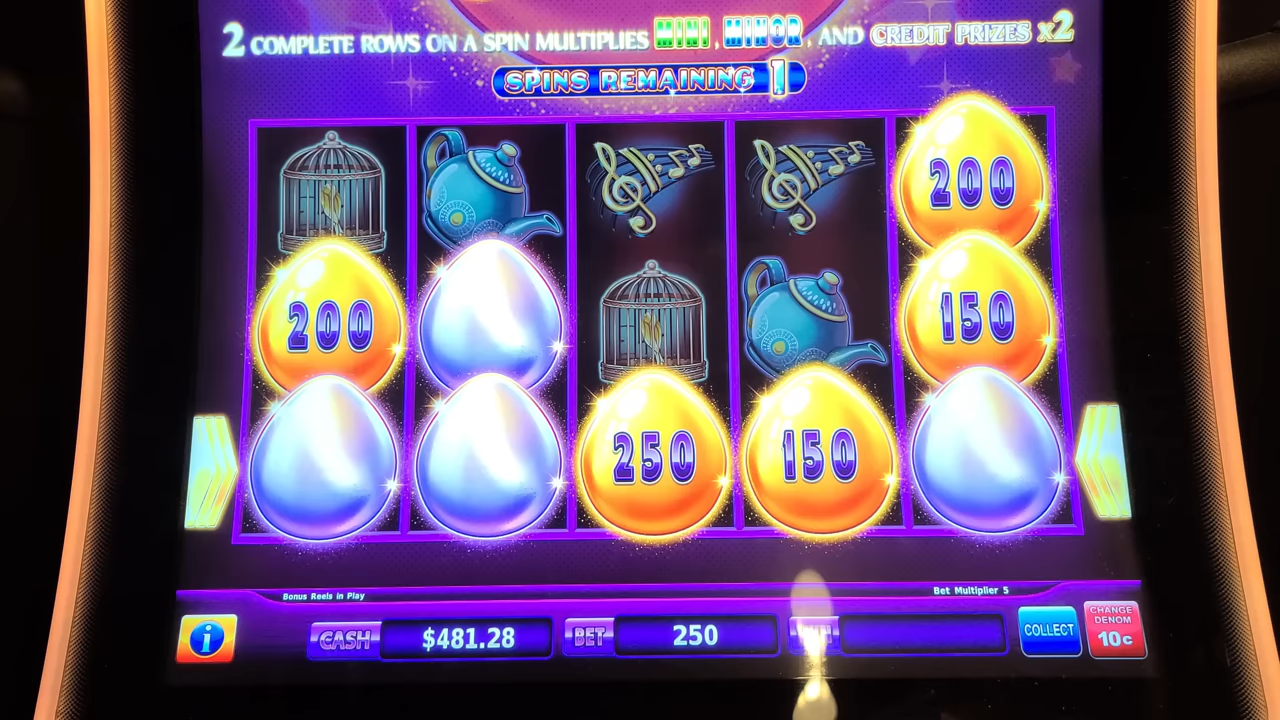 2 COMPLETE ROWS ON A SPIN MULTIPLIES MINI, MINOR, AND CREDIT PRIZES x2
SPINS REMAINING 1
200
200
150
250
150
Bonus Reels in Play
Bet Multiplier 5
CASH $481.28
BET 250
COLLECT
CHANGE DENOM
10¢